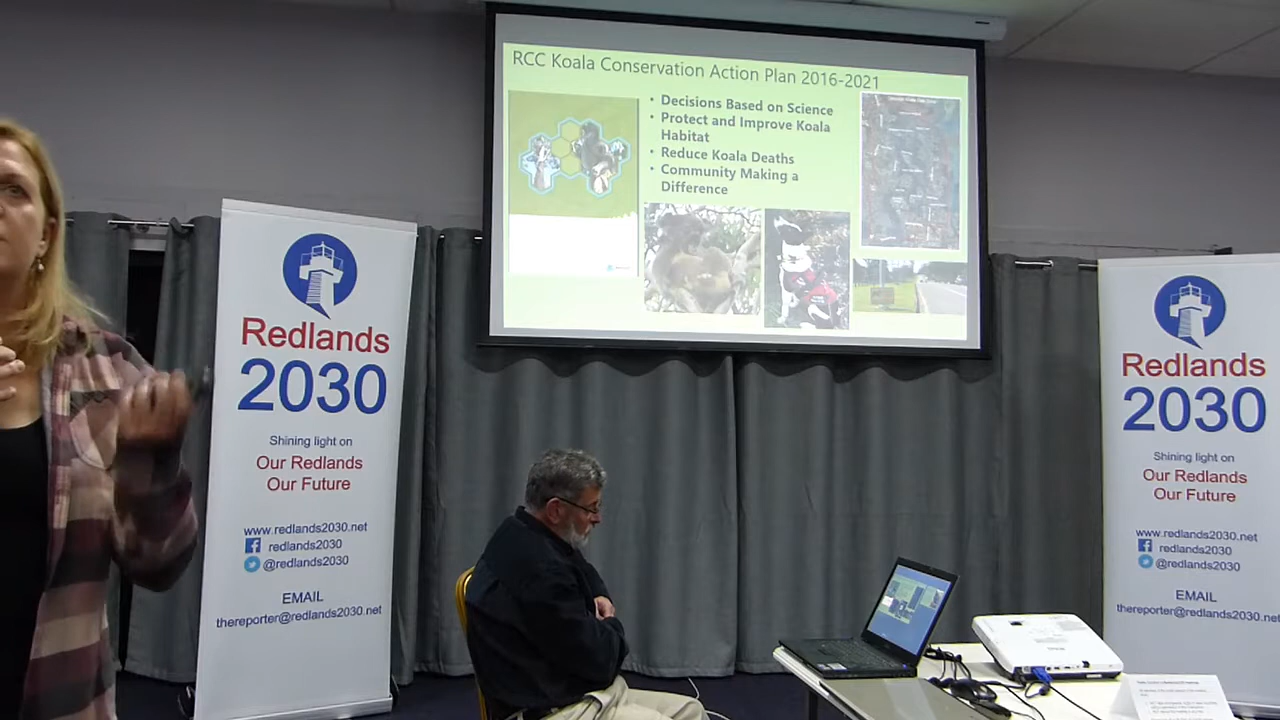 RCC Koala Conservation Action Plan 2016-2021
• Decisions Based on Science
• Protect and Improve Koala
Habitat
• Reduce Koala Deaths
• Community Making a
Difference
Redlands
2030
Shining light on
Our Redlands
Our Future
www.redlands2030.net
redlands2030
@redlands2030
EMAIL
thereporter@redlands2030.net
Redlands
2030
Shining light on
Our Redlands
Our Future
www.redlands2030.net
redlands2030
@redlands2030
EMAIL
thereporter@redlands2030.net